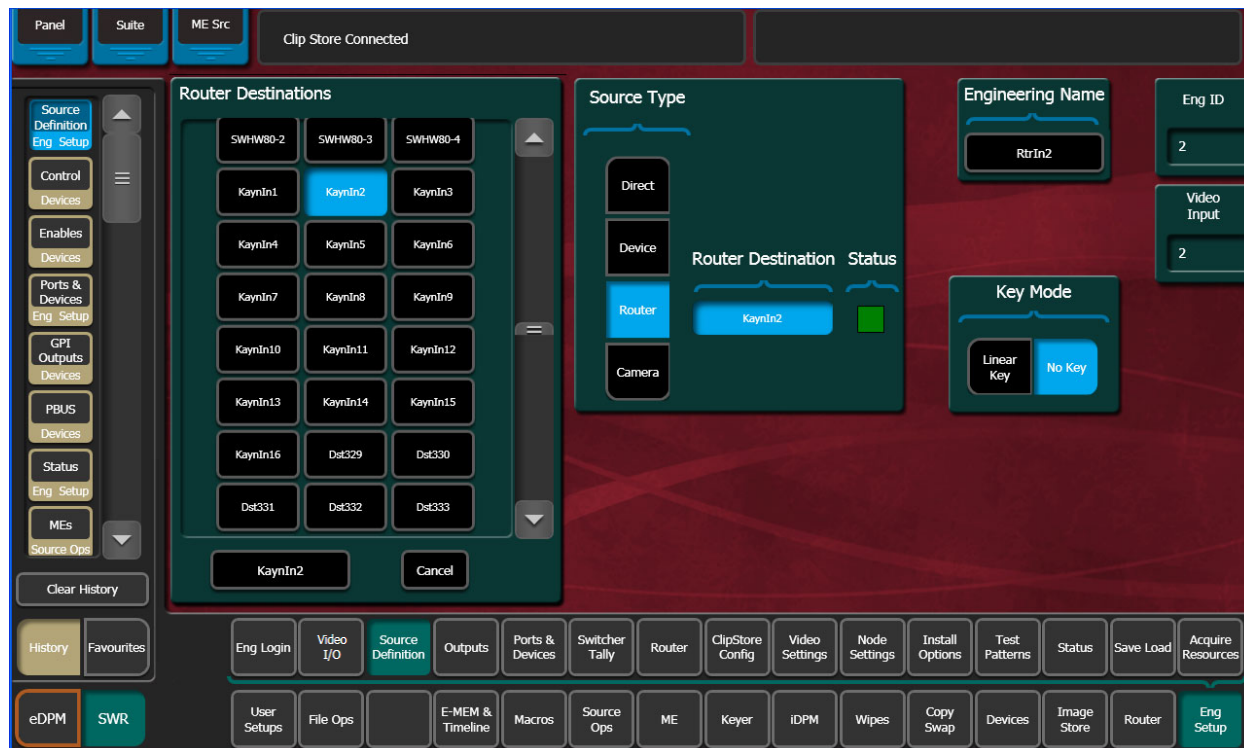 Panel
Suite
ME Src
Clip Store Connected
Source
Definition
Eng Setup
Control
Devices
Enables
Devices
Ports &
Devices
Eng Setup
GPI
Outputs
Devices
PBUS
Devices
Status
Eng Setup
MEs
Source Ops
Clear History
History
Favourites
eDPM
SWR
Router Destinations
SWHW80-2
SWHW80-3
SWHW80-4
KaynIn1
KaynIn2
KaynIn3
KaynIn4
KaynIn5
KaynIn6
KaynIn7
KaynIn8
KaynIn9
KaynIn10
KaynIn11
KaynIn12
KaynIn13
KaynIn14
KaynIn15
KaynIn16
Dst329
Dst330
Dst331
Dst332
Dst333
KaynIn2
Cancel
Source Type
Direct
Device
Router
Camera
Router Destination
KaynIn2
Status
Engineering Name
RtrIn2
Eng ID
2
Video
Input
2
Key Mode
Linear
Key
No Key
Eng Login
Video
I/O
Source
Definition
Outputs
Ports &
Devices
Switcher
Tally
Router
ClipStore
Config
Video
Settings
Node
Settings
Install
Options
Test
Patterns
Status
Save Load
Acquire
Resources
User
Setups
File Ops
E-MEM &
Timeline
Macros
Source
Ops
ME
Keyer
iDPM
Wipes
Copy
Swap
Devices
Image
Store
Router
Eng
Setup